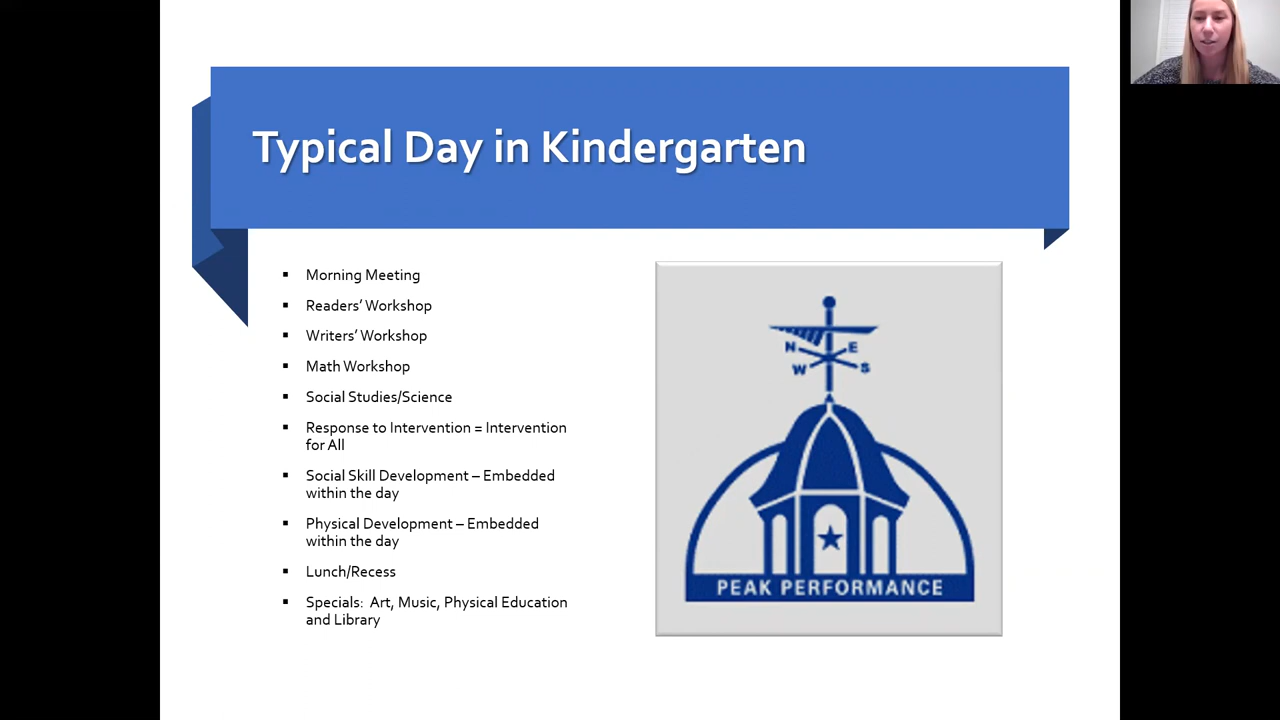 Typical Day in Kindergarten
Morning Meeting
Readers’ Workshop
Writers’ Workshop
Math Workshop
Social Studies/Science
Response to Intervention = Intervention
for All
Social Skill Development – Embedded
within the day
Physical Development – Embedded
within the day
Lunch/Recess
Specials:  Art, Music, Physical Education
and Library
N E
W S
PEAK PERFORMANCE